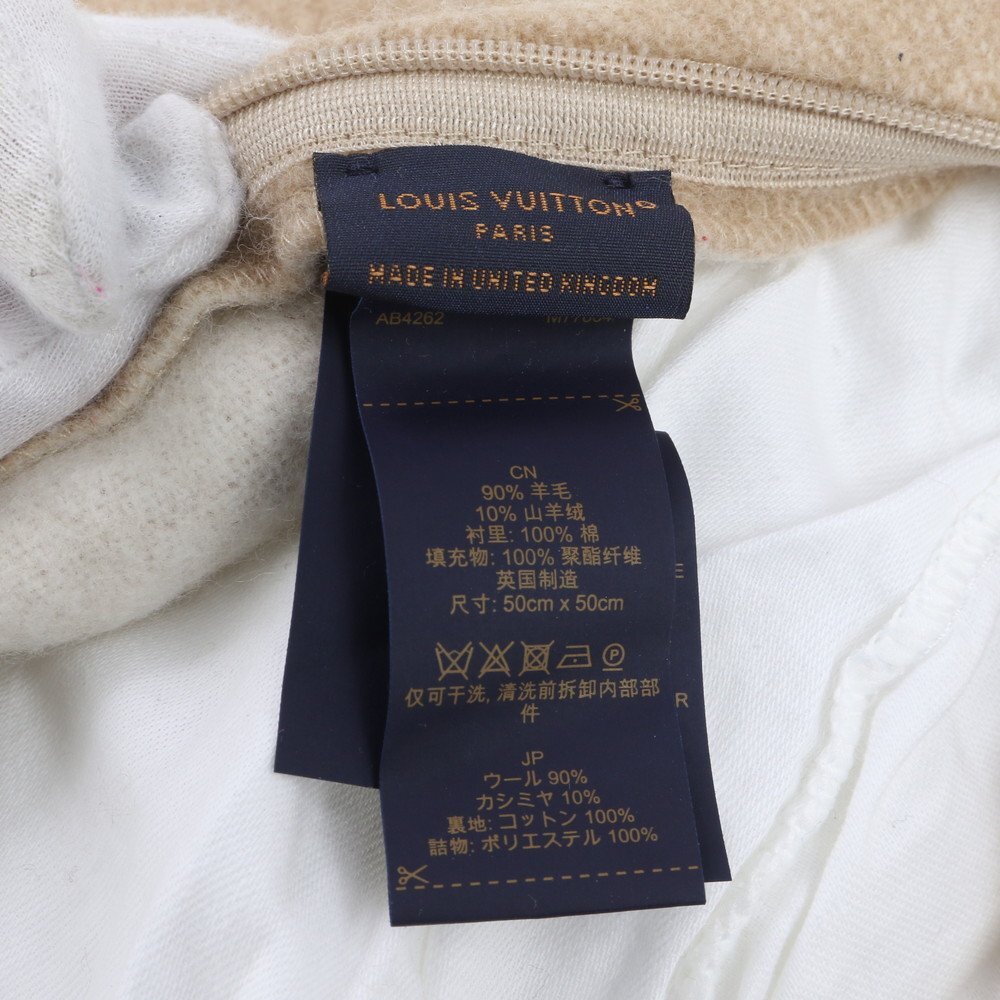 LOUIS VUITTON®
PARIS
MADE IN UNITED KINGDOM
AB4262
CN
90% 羊毛
10% 山羊绒
衬里: 100% 棉
填充物: 100% 聚酯纤维
英国制造
尺寸: 50cm x 50cm
P
仅可干洗, 清洗前拆卸内部部
件
JP
ウール 90%
カシミヤ 10%
裏地: コットン 100%
詰物: ポリエステル 100%
E
R